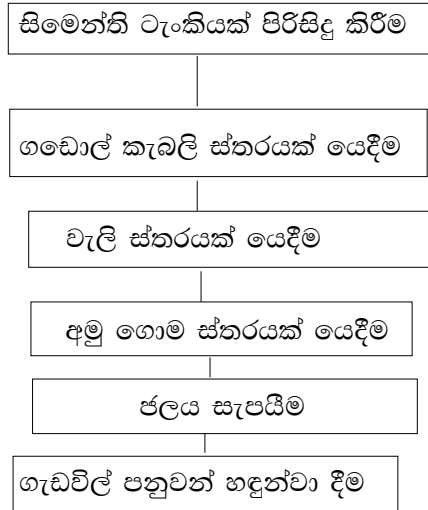 සිමෙන්ති ටැංකියක් පිරිසිදු කිරීම
ගඩොල් කැබලි ස්තරයක් යෙදීම
වැලි ස්තරයක් යෙදීම
අමු ගොම ස්තරයක් යෙදීම
ජලය සැපයීම
ගැඩවිල් පනුවන් හඳුන්වා දීම